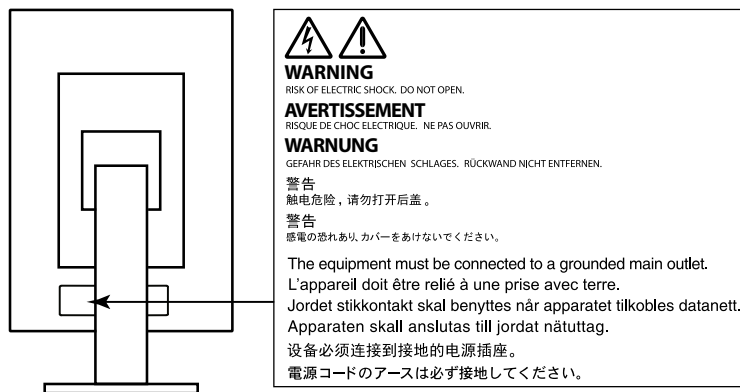 WARNING
RISK OF ELECTRIC SHOCK. DO NOT OPEN.
AVERTISSEMENT
RISQUE DE CHOC ELECTRIQUE. NE PAS OUVRIR.
WARNUNG
GEFAHR DES ELEKTRISCHEN SCHLAGES. RÜCKWAND NICHT ENTFERNEN.
警告
触电危险，请勿打开后盖。
警告
感電の恐れあり、カバーをあけないでください。
The equipment must be connected to a grounded main outlet.
L'appareil doit être relié à une prise avec terre.
Jordet stikkontakt skal benyttes når apparatet tilkobles datanett.
Apparaten skall anslutas till jordat nätuttag.
设备必须连接到接地的电源插座。
電源コードのアースは必ず接地してください。